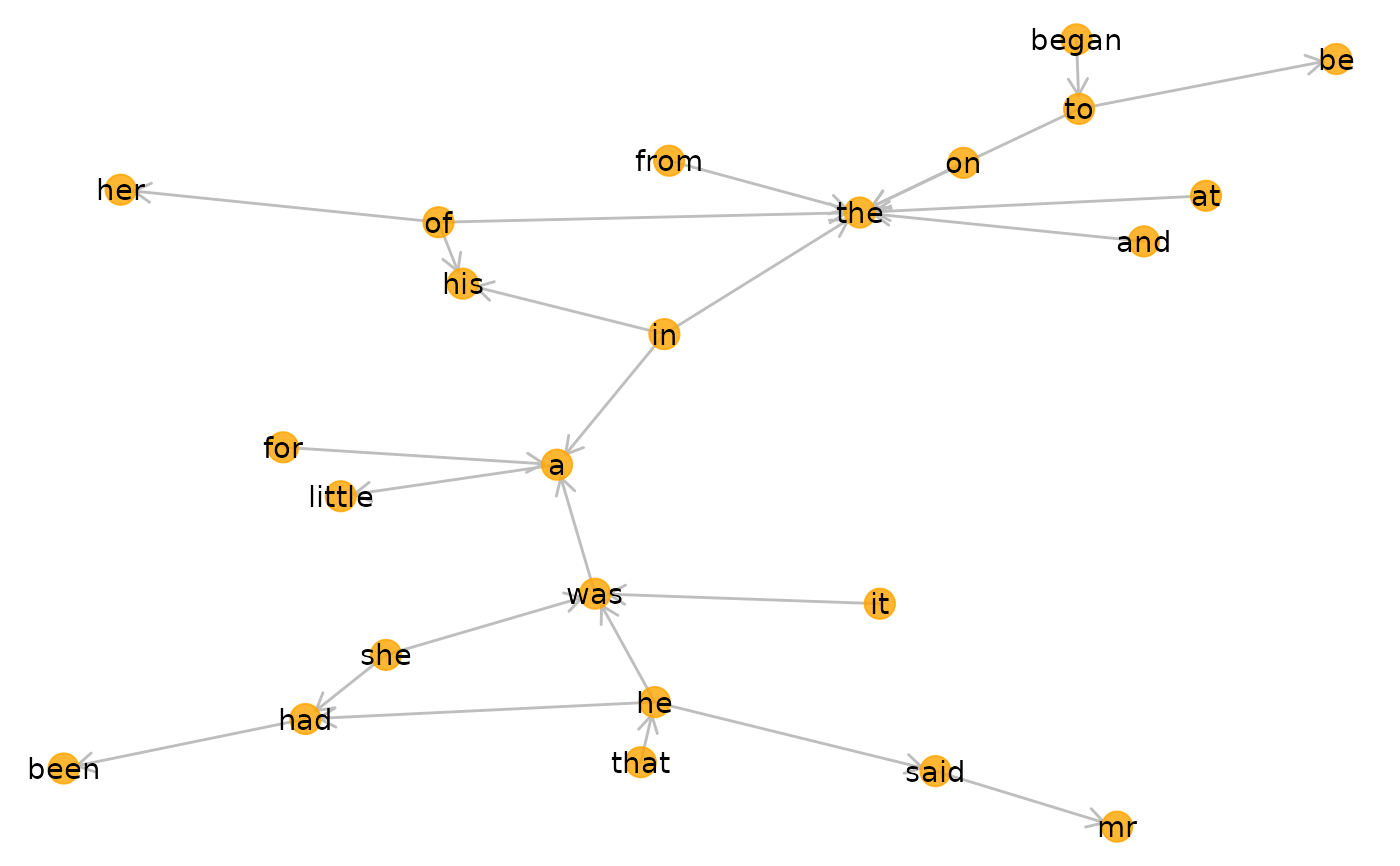 began
be
to
from
on
her
at
of
the
and
his
in
for
a
little
was
it
she
he
had
that
been
said
mr